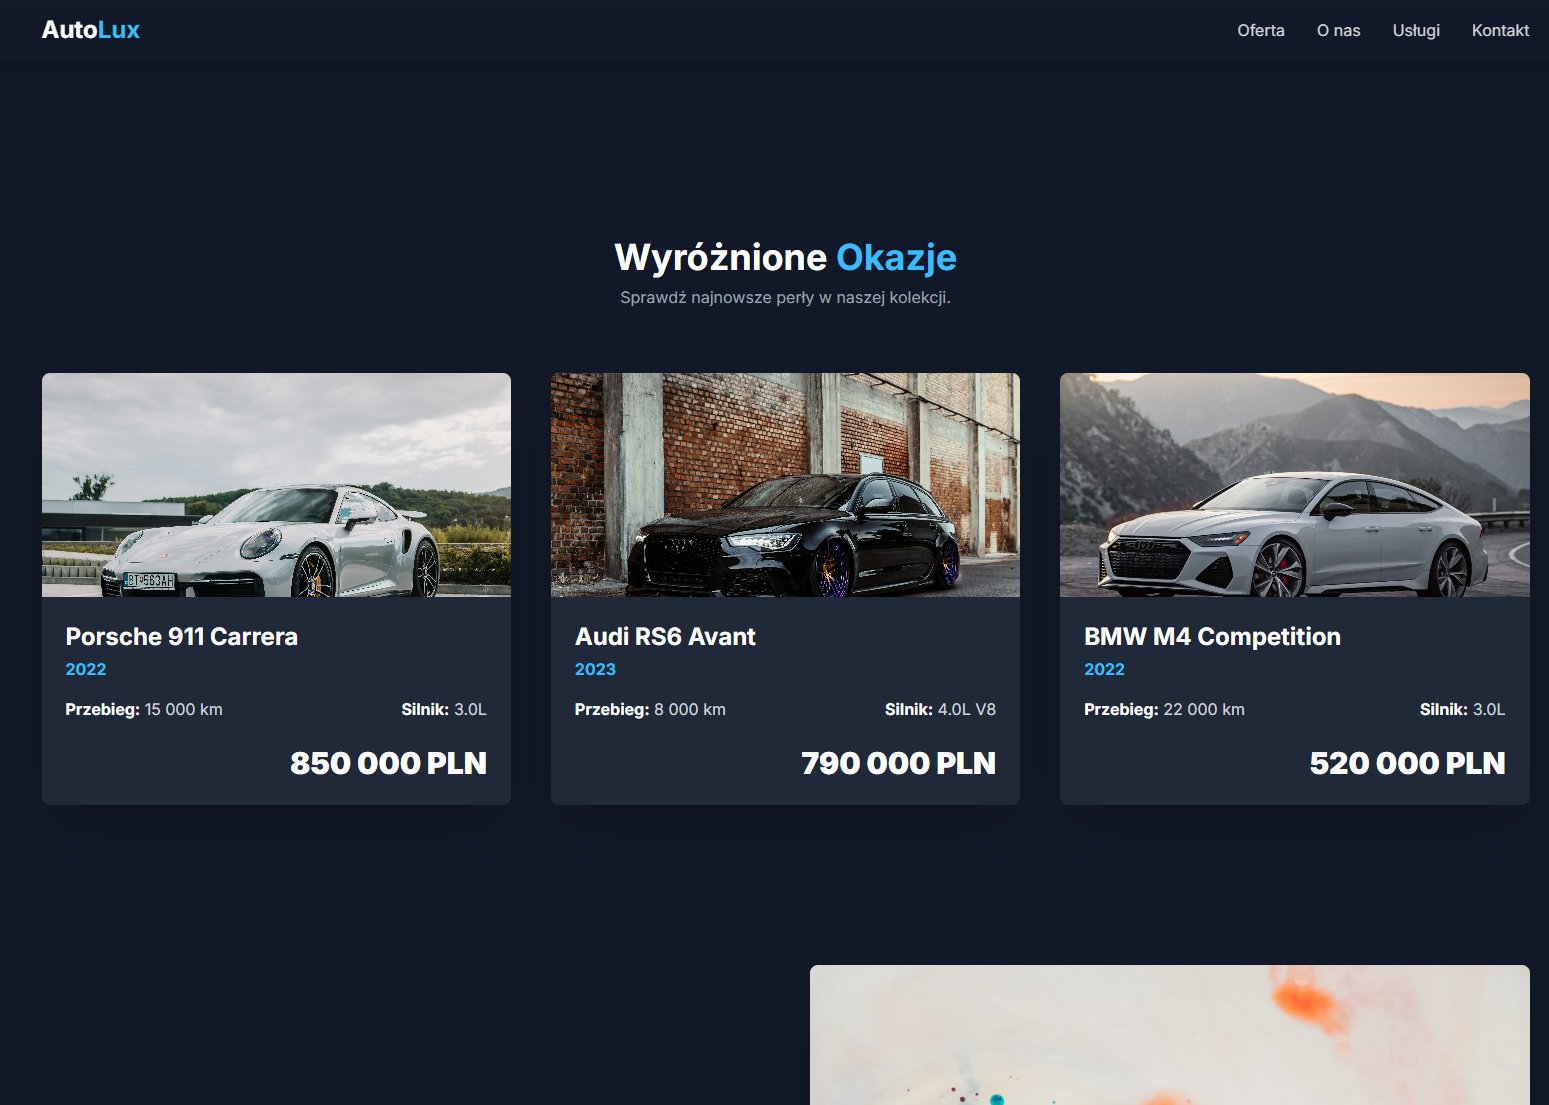 AutoLux
Oferta O nas Usługi Kontakt
Wyróżnione Okazje
Sprawdź najnowsze perły w naszej kolekcji.
BT 563AH
Porsche 911 Carrera
2022
Przebieg: 15 000 km Silnik: 3.0L
850 000 PLN
Audi RS6 Avant
2023
Przebieg: 8 000 km Silnik: 4.0L V8
790 000 PLN
BMW M4 Competition
2022
Przebieg: 22 000 km Silnik: 3.0L
520 000 PLN